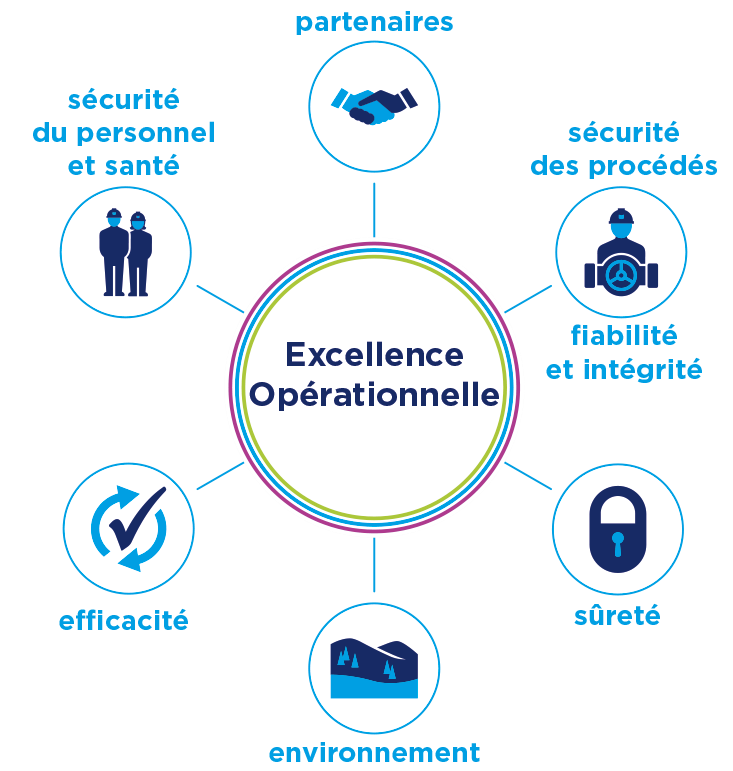 partenaires
sécurité
du personnel
et santé
sécurité
des procédés
fiabilité
et intégrité
Excellence
Opérationnelle
efficacité
sûreté
environnement